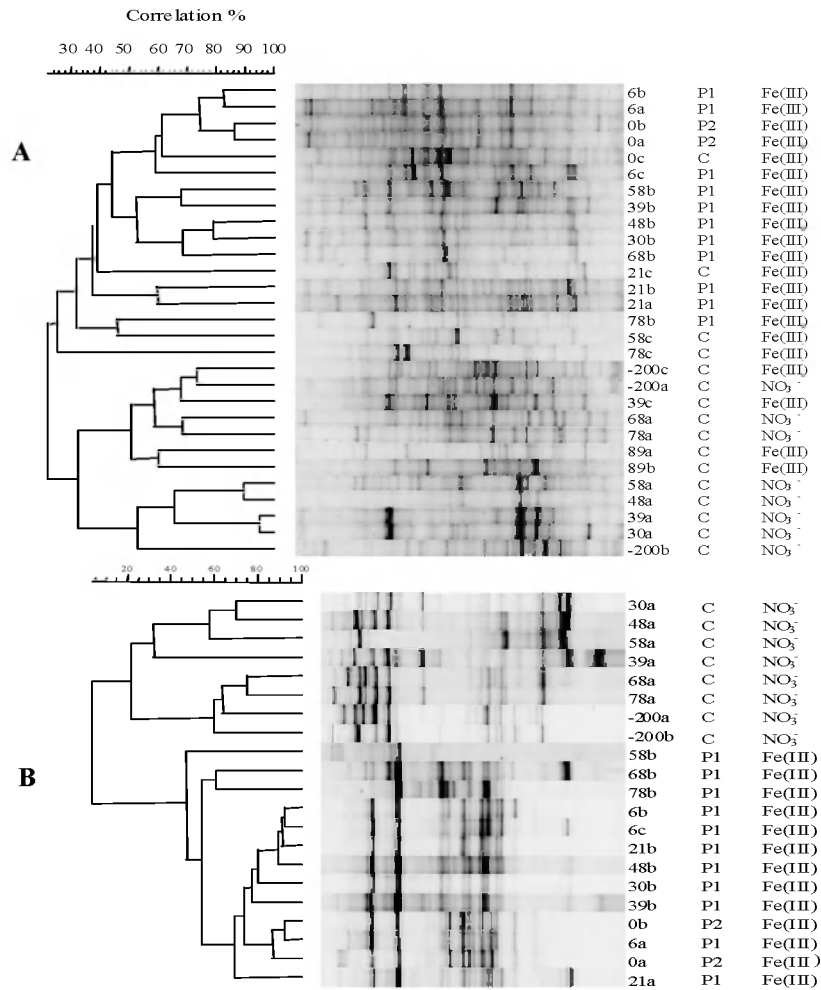 Correlation %
30 40 50 60 70 80 90 100
A
6b P1 Fe(III)
6a P1 Fe(III)
0b P2 Fe(III)
0a P2 Fe(III)
0c C Fe(III)
6c P1 Fe(III)
58b P1 Fe(III)
39b P1 Fe(III)
48b P1 Fe(III)
30b P1 Fe(III)
68b P1 Fe(III)
21c C Fe(III)
21b P1 Fe(III)
21a P1 Fe(III)
78b P1 Fe(III)
58c C Fe(III)
78c C Fe(III)
-200c C Fe(III)
-200a C NO₃⁻
39c C Fe(III)
68a C NO₃⁻
78a C NO₃⁻
89a C Fe(III)
89b C Fe(III)
58a C NO₃⁻
48a C NO₃⁻
39a C NO₃⁻
30a C NO₃⁻
-200b C NO₃⁻
20 40 60 80 100
B
30a C NO₃⁻
48a C NO₃⁻
58a C NO₃⁻
39a C NO₃⁻
68a C NO₃⁻
78a C NO₃⁻
-200a C NO₃⁻
-200b C NO₃⁻
58b P1 Fe(III)
68b P1 Fe(III)
78b P1 Fe(III)
6b P1 Fe(III)
6c P1 Fe(III)
21b P1 Fe(III)
48b P1 Fe(III)
30b P1 Fe(III)
39b P1 Fe(III)
0b P2 Fe(III)
6a P1 Fe(III)
0a P2 Fe(III)
21a P1 Fe(III)